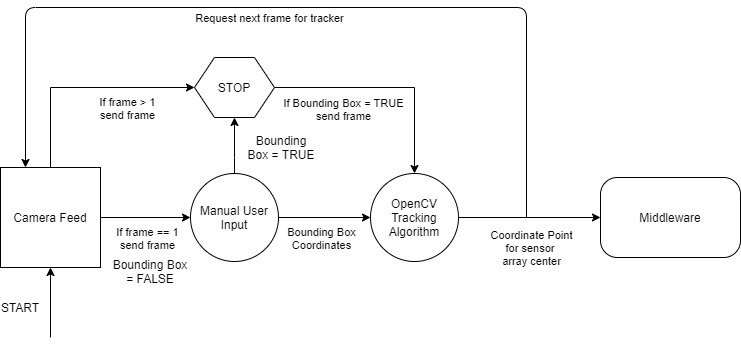 Request next frame for tracker
STOP
If frame > 1
send frame
If Bounding Box = TRUE
send frame
Bounding
Box = TRUE
Camera Feed
Manual User
Input
OpenCV
Tracking
Algorithm
Middleware
If frame == 1
send frame
Bounding Box
= FALSE
Bounding Box
Coordinates
Coordinate Point
for sensor
array center
START